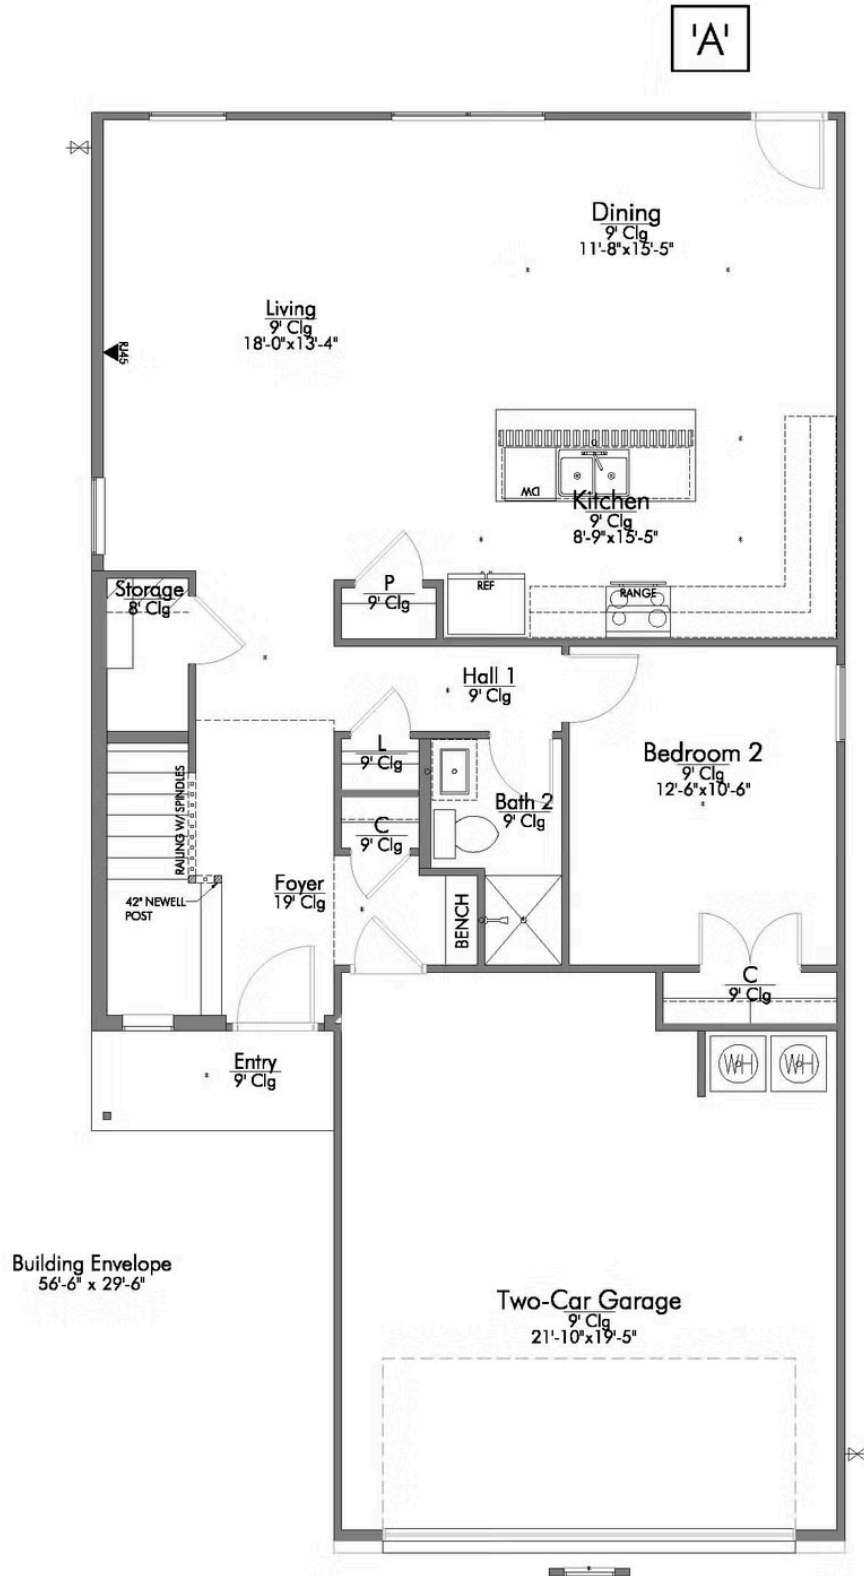 'A'
Dining
9' Clg
11'-8"x15'-5"
Living
9' Clg
18'-0"x13'-4"
RJ45
DW
Kitchen
9' Clg
8'-9"x15'-5"
Storage
8' Clg
P
9' Clg
REF
RANGE
Hall 1
9' Clg
L
9' Clg
Bedroom 2
9' Clg
12'-6"x10'-6"
RAILING W/ SPINDLES
Bath 2
9' Clg
C
9' Clg
42" NEWELL
POST
Foyer
19' Clg
BENCH
C
9' Clg
Entry
9' Clg
WH
WH
Building Envelope
56'-6" x 29'-6"
Two-Car Garage
9' Clg
21'-10"x19'-5"